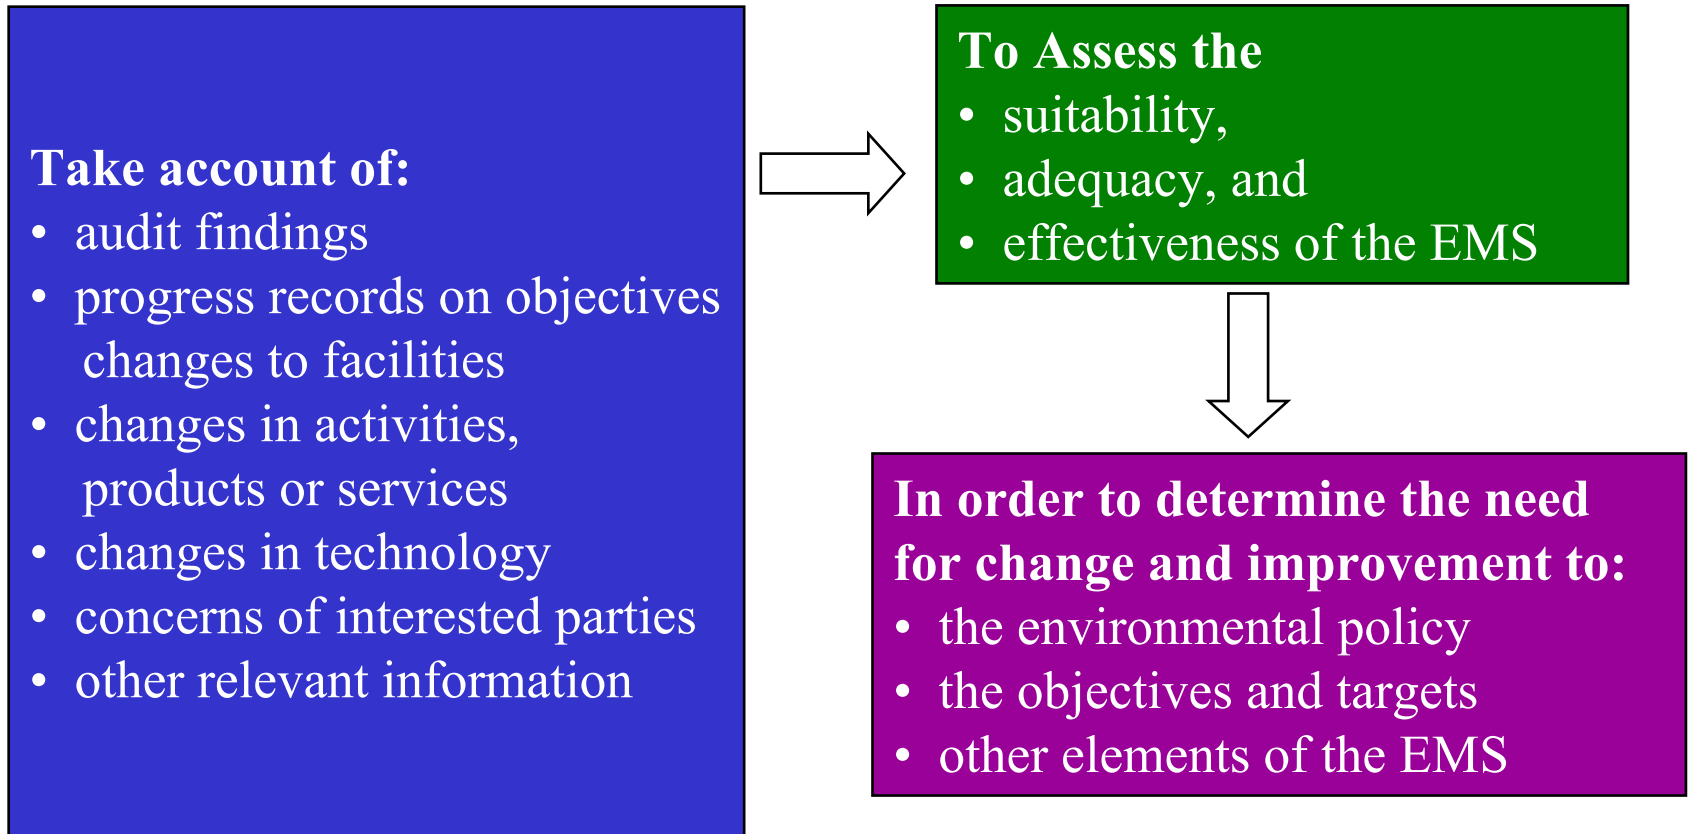 Take account of:
• audit findings
• progress records on objectives
changes to facilities
• changes in activities,
products or services
• changes in technology
• concerns of interested parties
• other relevant information
To Assess the
• suitability,
• adequacy, and
• effectiveness of the EMS
In order to determine the need
for change and improvement to:
• the environmental policy
• the objectives and targets
• other elements of the EMS